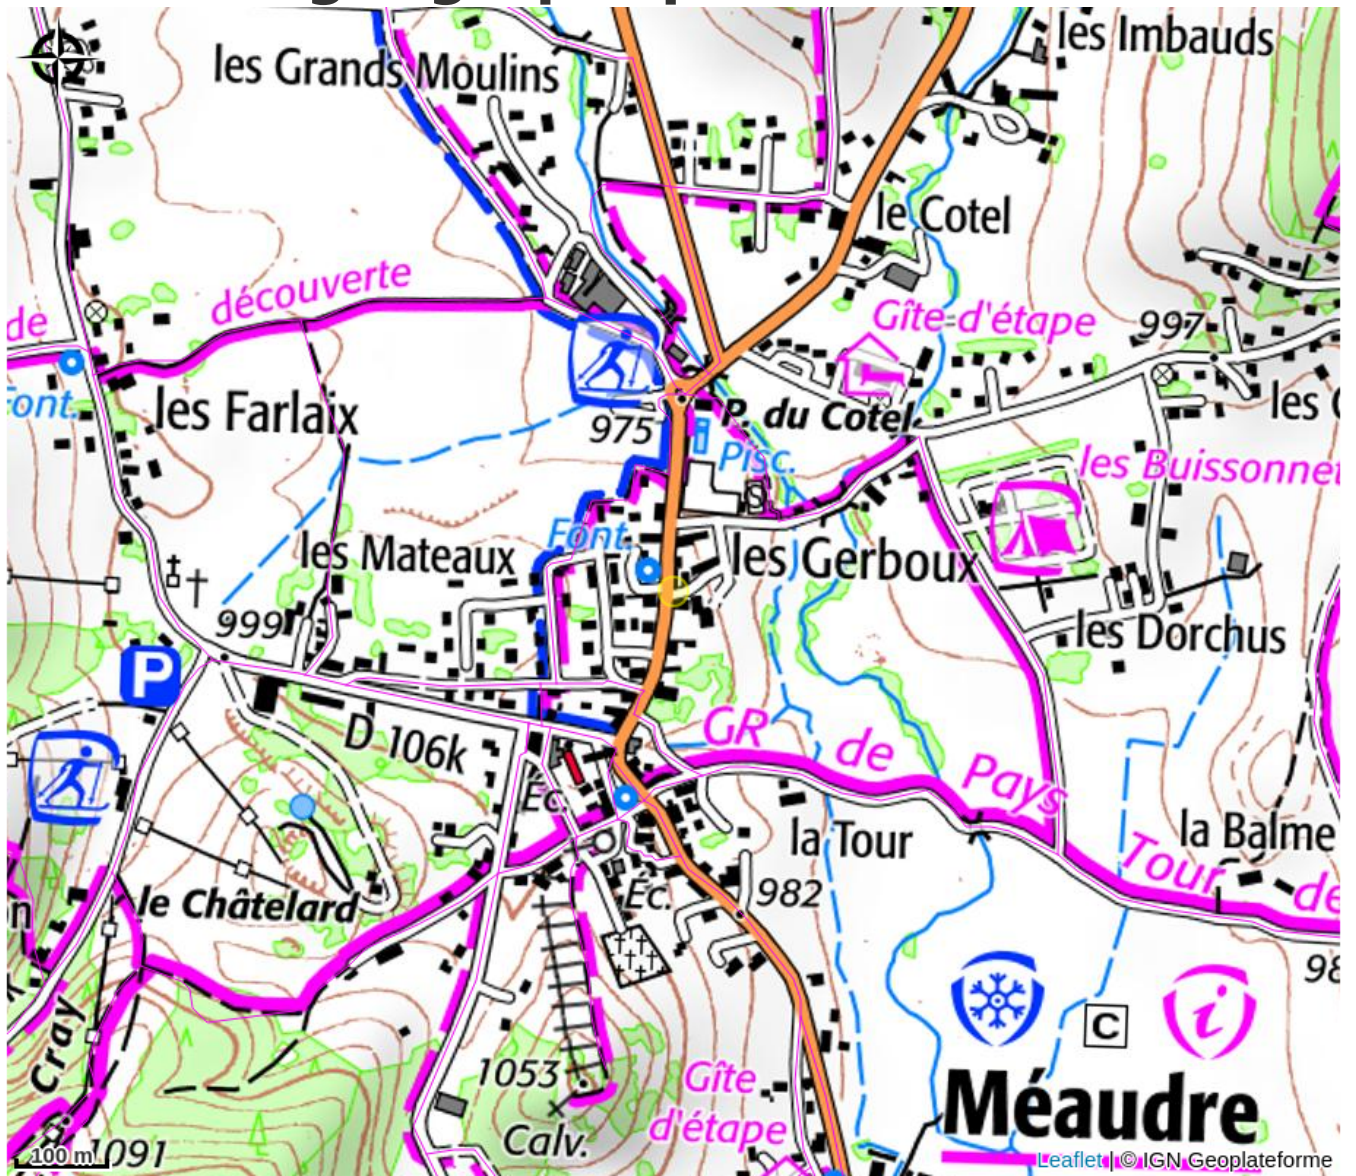 les Imbauds
les Grands Moulins
le Cotel
découverte
de
Gîte d'étape
997
Font.
les Farlaix
975
P. du Cotel
les
Pisc.
les Buissonnet
S
Font.
les Mateaux
les Gerboux
999
les Dorchus
P
D 106k
GR de Pays
Éc.
la Tour
la Balme
Tour de
982
le Châtelard
Éc.
n
98
C
i
Cray
1053
Gîte
d'étape
Méaudre
Calv.
1091
100 m
Leaflet | © IGN Geoplateforme